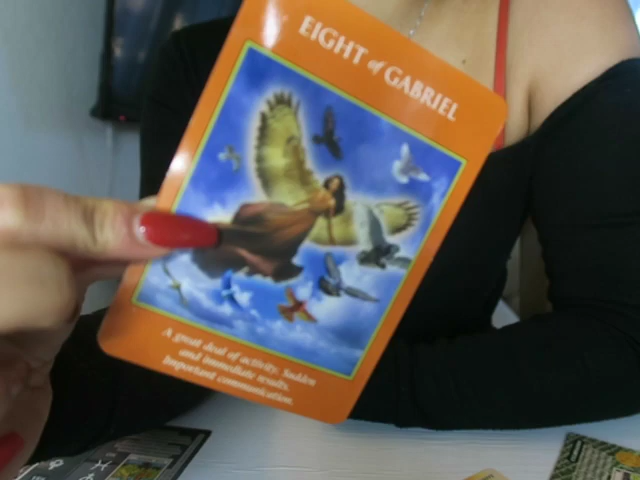 EIGHT of GABRIEL
A great deal of activity. Sudden
and immediate results.
Important communication.